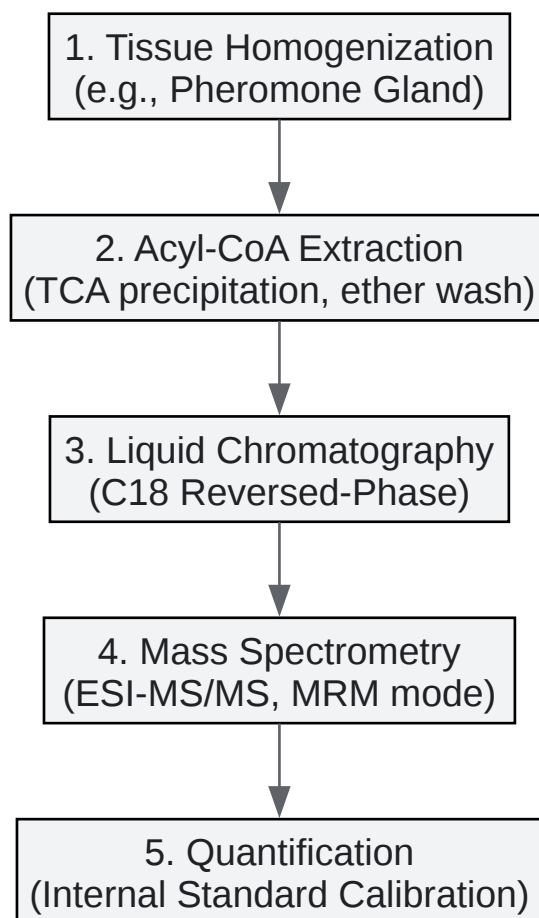 1. Tissue Homogenization
(e.g., Pheromone Gland)
2. Acyl-CoA Extraction
(TCA precipitation, ether wash)
3. Liquid Chromatography
(C18 Reversed-Phase)
4. Mass Spectrometry
(ESI-MS/MS, MRM mode)
5. Quantification
(Internal Standard Calibration)